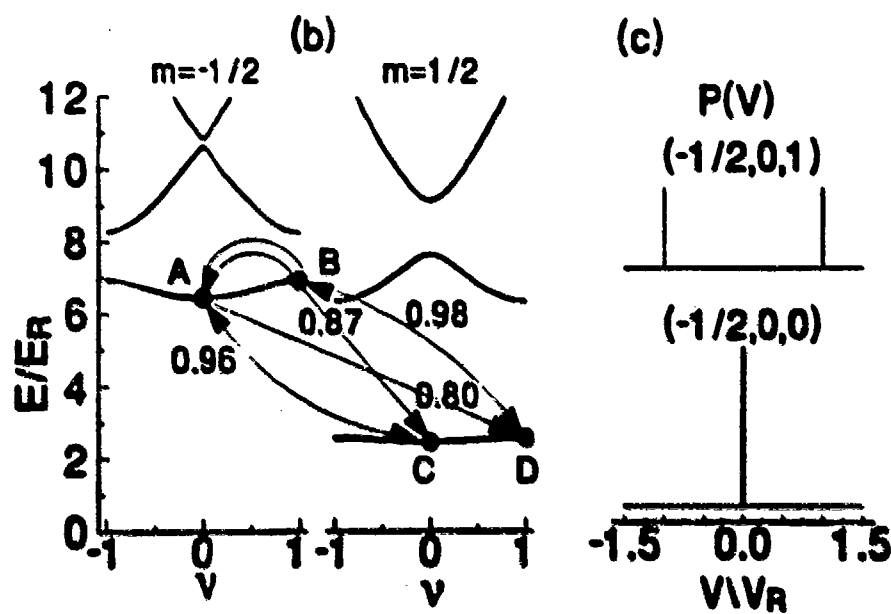 (b)
m=-1/2
m=1/2
12
10
8
6
4
2
0
E/E_R
A
B
0.98
0.87
0.96
0.80
C
D
-1
0
1
-1
0
1
ν
ν
(c)
P(V)
(-1/2,0,1)
(-1/2,0,0)
-1.5
0.0
1.5
V\V_R